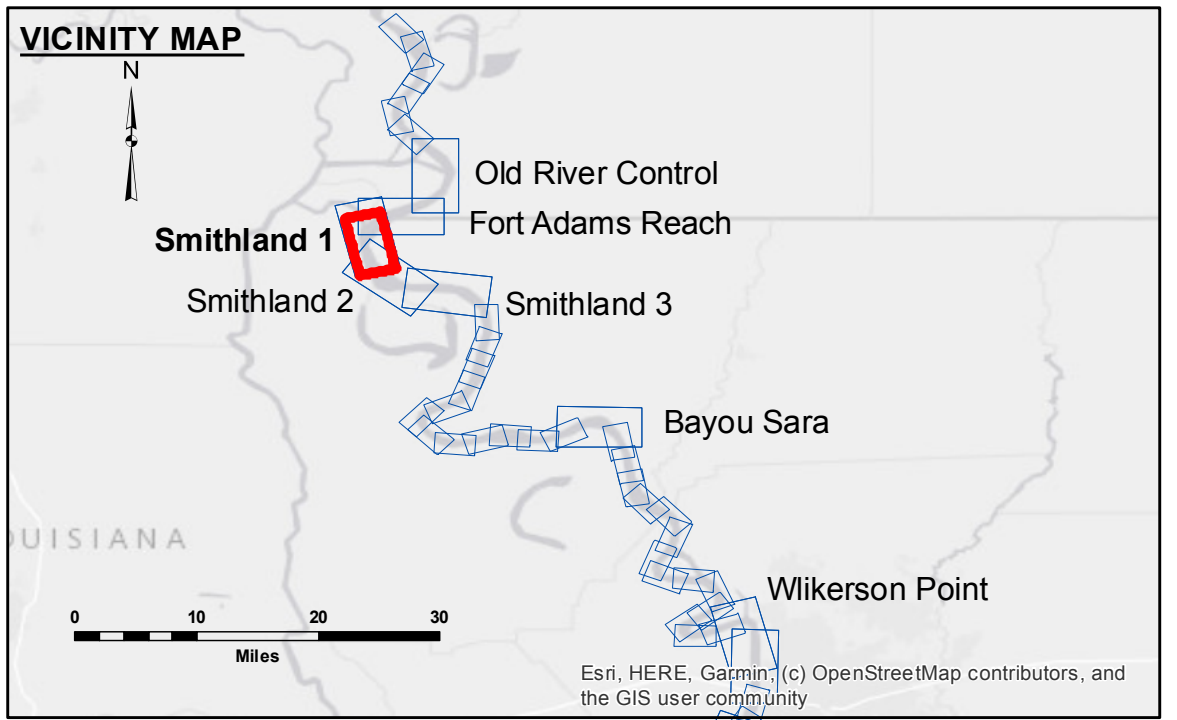 VICINITY MAP
N
Old River Control
Fort Adams Reach
Smithland 1
Smithland 2
Smithland 3
Bayou Sara
OUISIANA
Wlikerson Point
0 10 20 30
Miles
Esri, HERE, Garmin, (c) OpenStreetMap contributors, and
the GIS user community